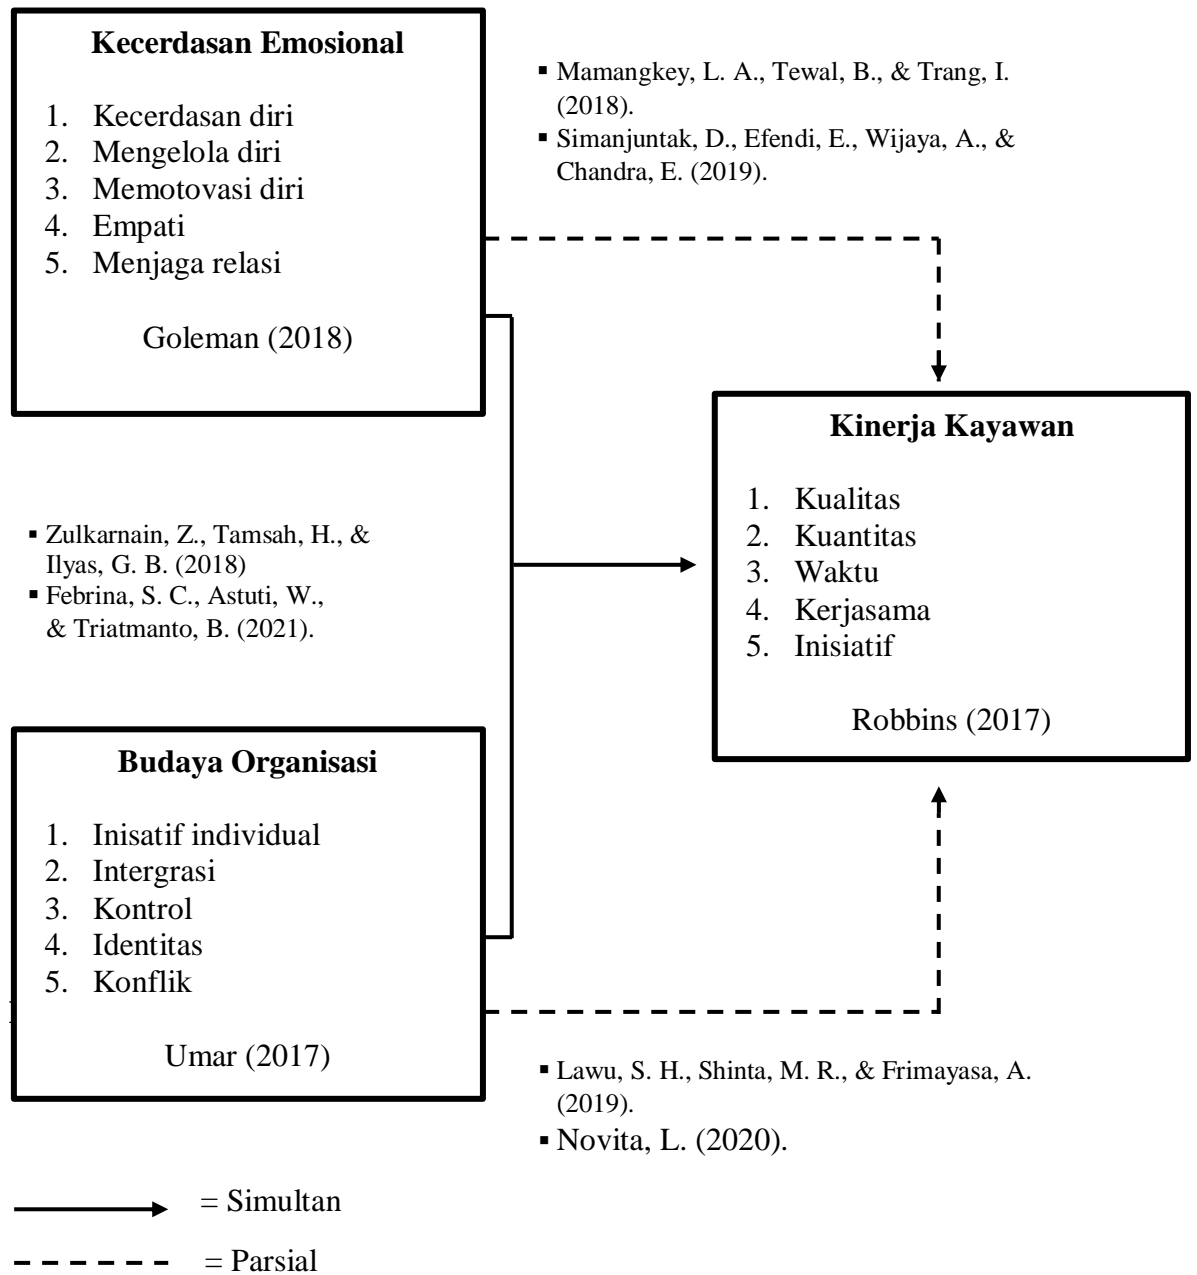 Kecerdasan Emosional
1. Kecerdasan diri
2. Mengelola diri
3. Memotovasi diri
4. Empati
5. Menjaga relasi
Goleman (2018)
▪ Mamangkey, L. A., Tewal, B., & Trang, I.
(2018).
▪ Simanjuntak, D., Efendi, E., Wijaya, A., &
Chandra, E. (2019).
Kinerja Kayawan
1. Kualitas
2. Kuantitas
3. Waktu
4. Kerjasama
5. Inisiatif
Robbins (2017)
▪ Zulkarnain, Z., Tamsah, H., &
Ilyas, G. B. (2018)
▪ Febrina, S. C., Astuti, W.,
& Triatmanto, B. (2021).
Budaya Organisasi
1. Inisatif individual
2. Intergrasi
3. Kontrol
4. Identitas
5. Konflik
Umar (2017)
▪ Lawu, S. H., Shinta, M. R., & Frimayasa, A.
(2019).
▪ Novita, L. (2020).
= Simultan
= Parsial